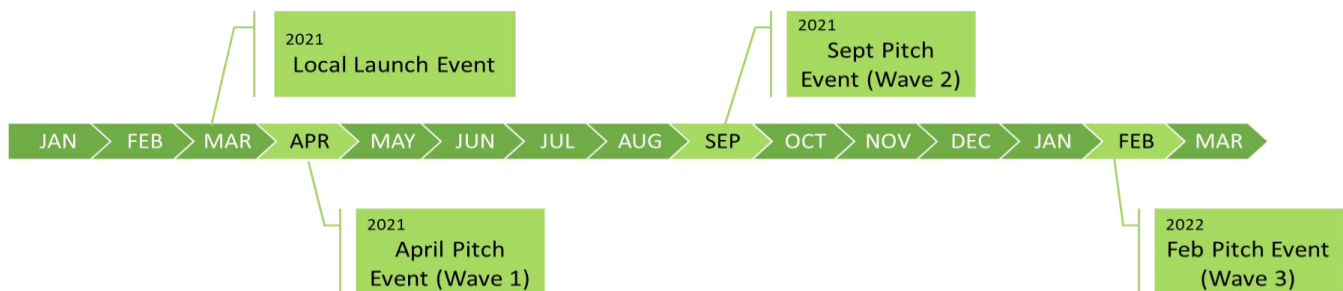 2021
Local Launch Event
2021
Sept Pitch
Event (Wave 2)
JAN FEB MAR APR MAY JUN JUL AUG SEP OCT NOV DEC JAN FEB MAR
2021
April Pitch
Event (Wave 1)
2022
Feb Pitch Event
(Wave 3)